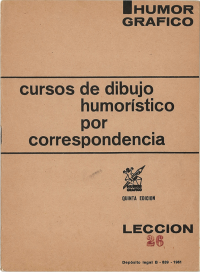 HUMOR
GRAFICO
cursos de dibujo
humorístico
por
correspondencia
QUINTA EDICION
LECCION
26